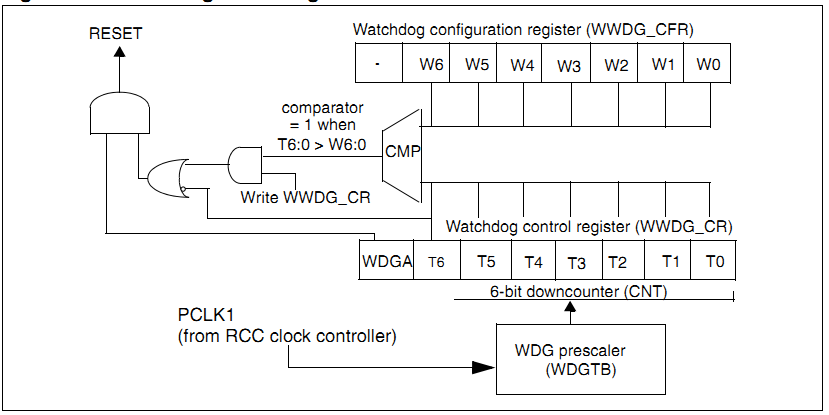 RESET
Watchdog configuration register (WWDG_CFR)
- W6 W5 W4 W3 W2 W1 W0
comparator
= 1 when
T6:0 > W6:0
CMP
Write WWDG_CR
Watchdog control register (WWDG_CR)
WDGA T6 T5 T4 T3 T2 T1 T0
6-bit downcounter (CNT)
PCLK1
(from RCC clock controller)
WDG prescaler
(WDGTB)